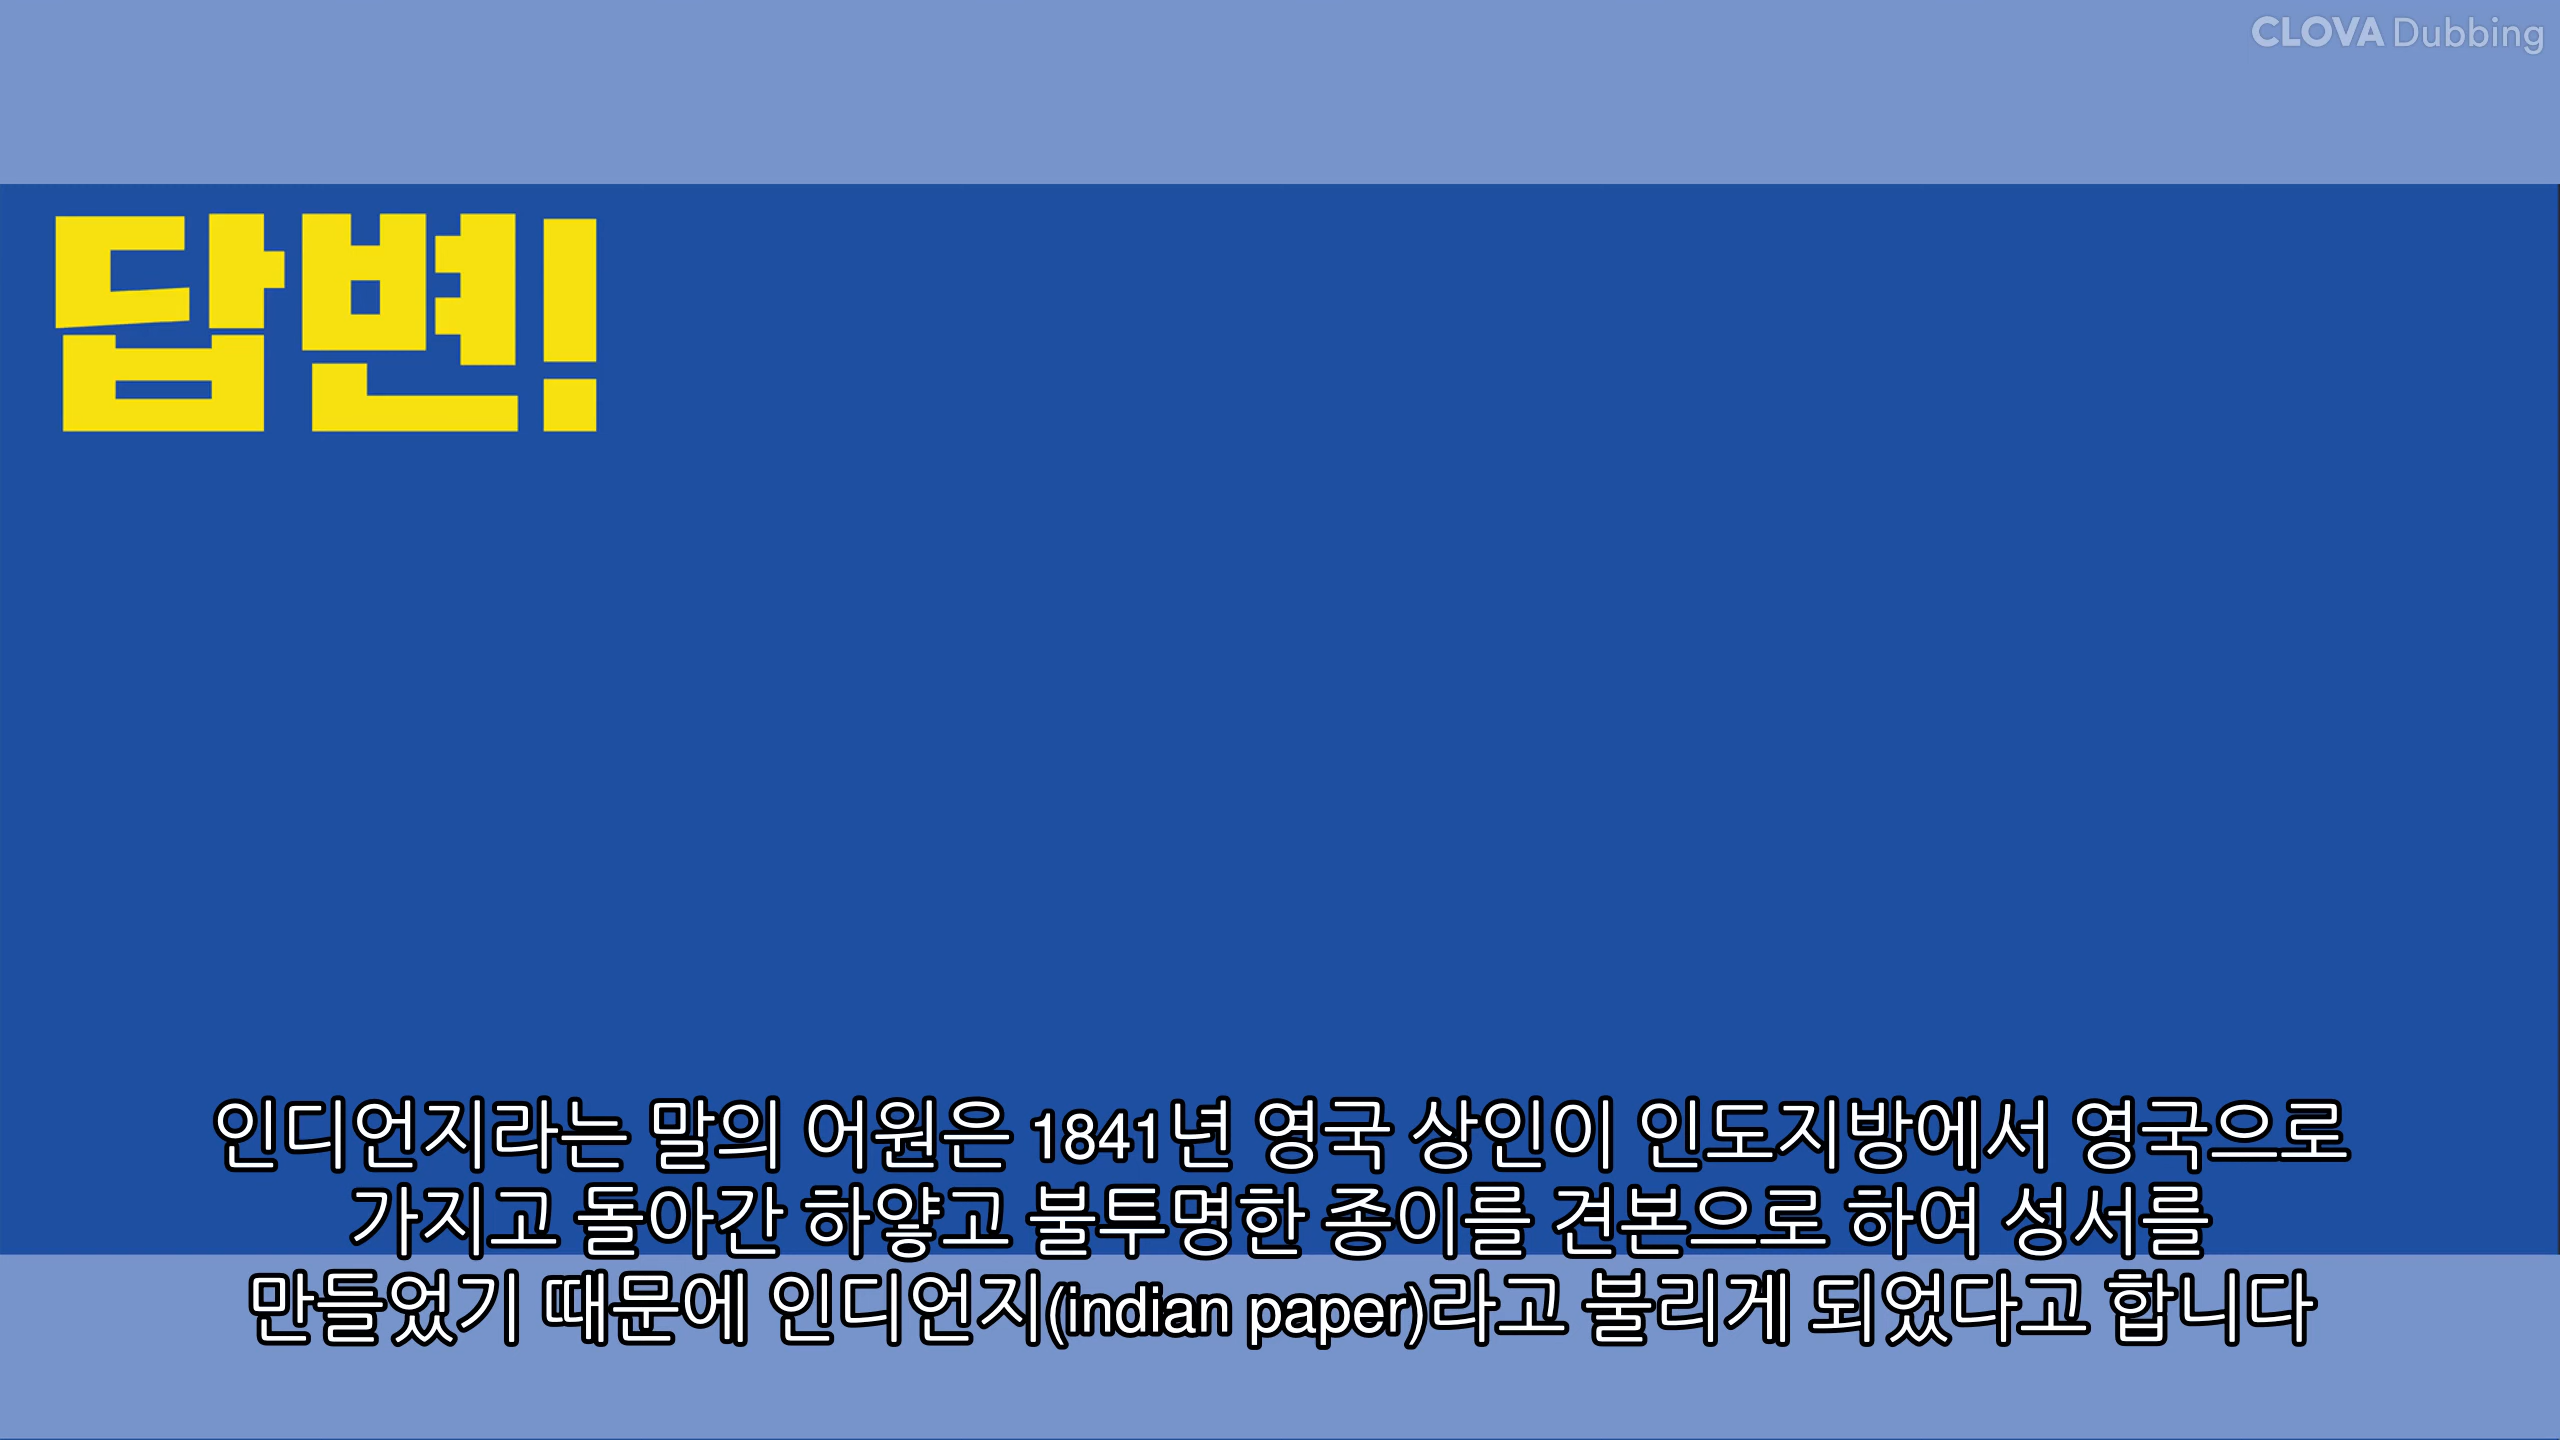 CLOVA Dubbing
답변!
인디언지라는 말의 어원은 1841년 영국 상인이 인도지방에서 영국으로
가지고 돌아간 하얗고 불투명한 종이를 견본으로 하여 성서를
만들었기 때문에 인디언지(indian paper)라고 불리게 되었다고 합니다